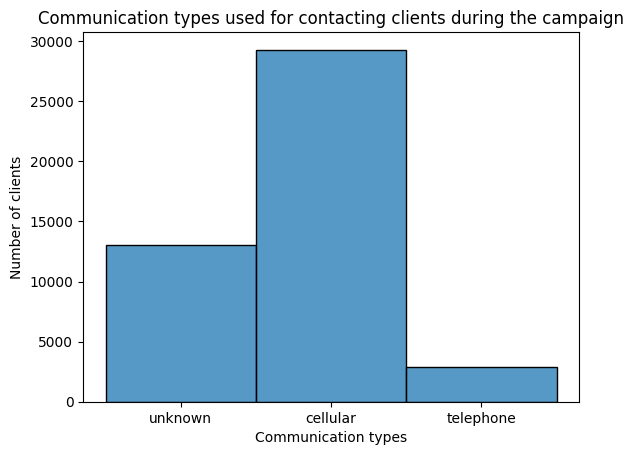 Communication types used for contacting clients during the campaign
30000
25000
20000
15000
10000
5000
0
Number of clients
unknown cellular telephone
Communication types